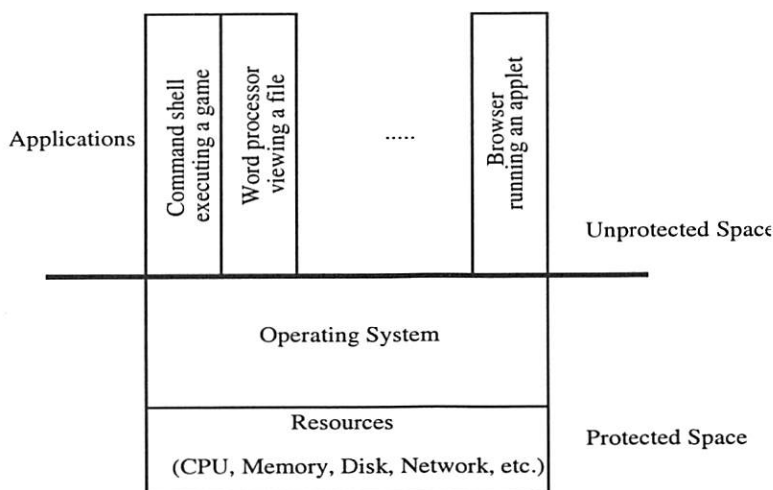 Applications
Command shell
executing a game
Word processor
viewing a file
.....
Browser
running an applet
Unprotected Space
Operating System
Resources
(CPU, Memory, Disk, Network, etc.)
Protected Space